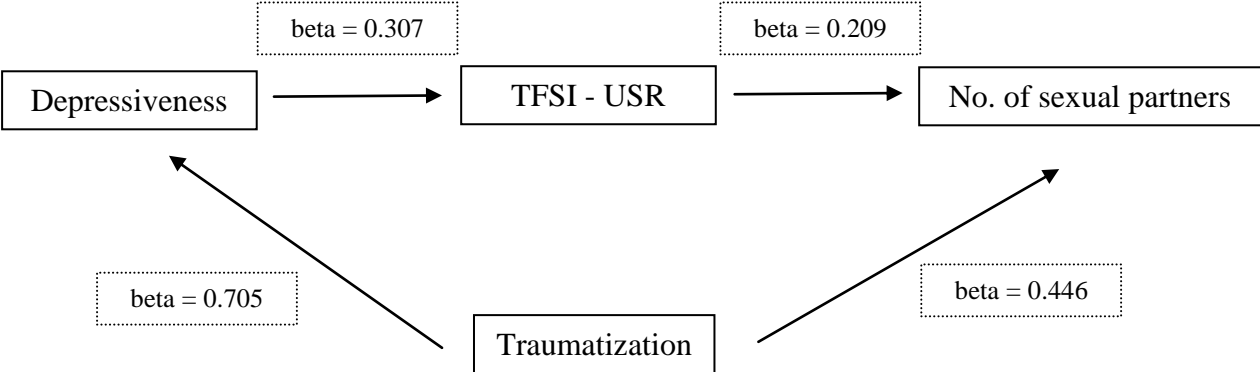 beta = 0.307
beta = 0.209
Depressiveness
TFSI - USR
No. of sexual partners
beta = 0.705
beta = 0.446
Traumatization